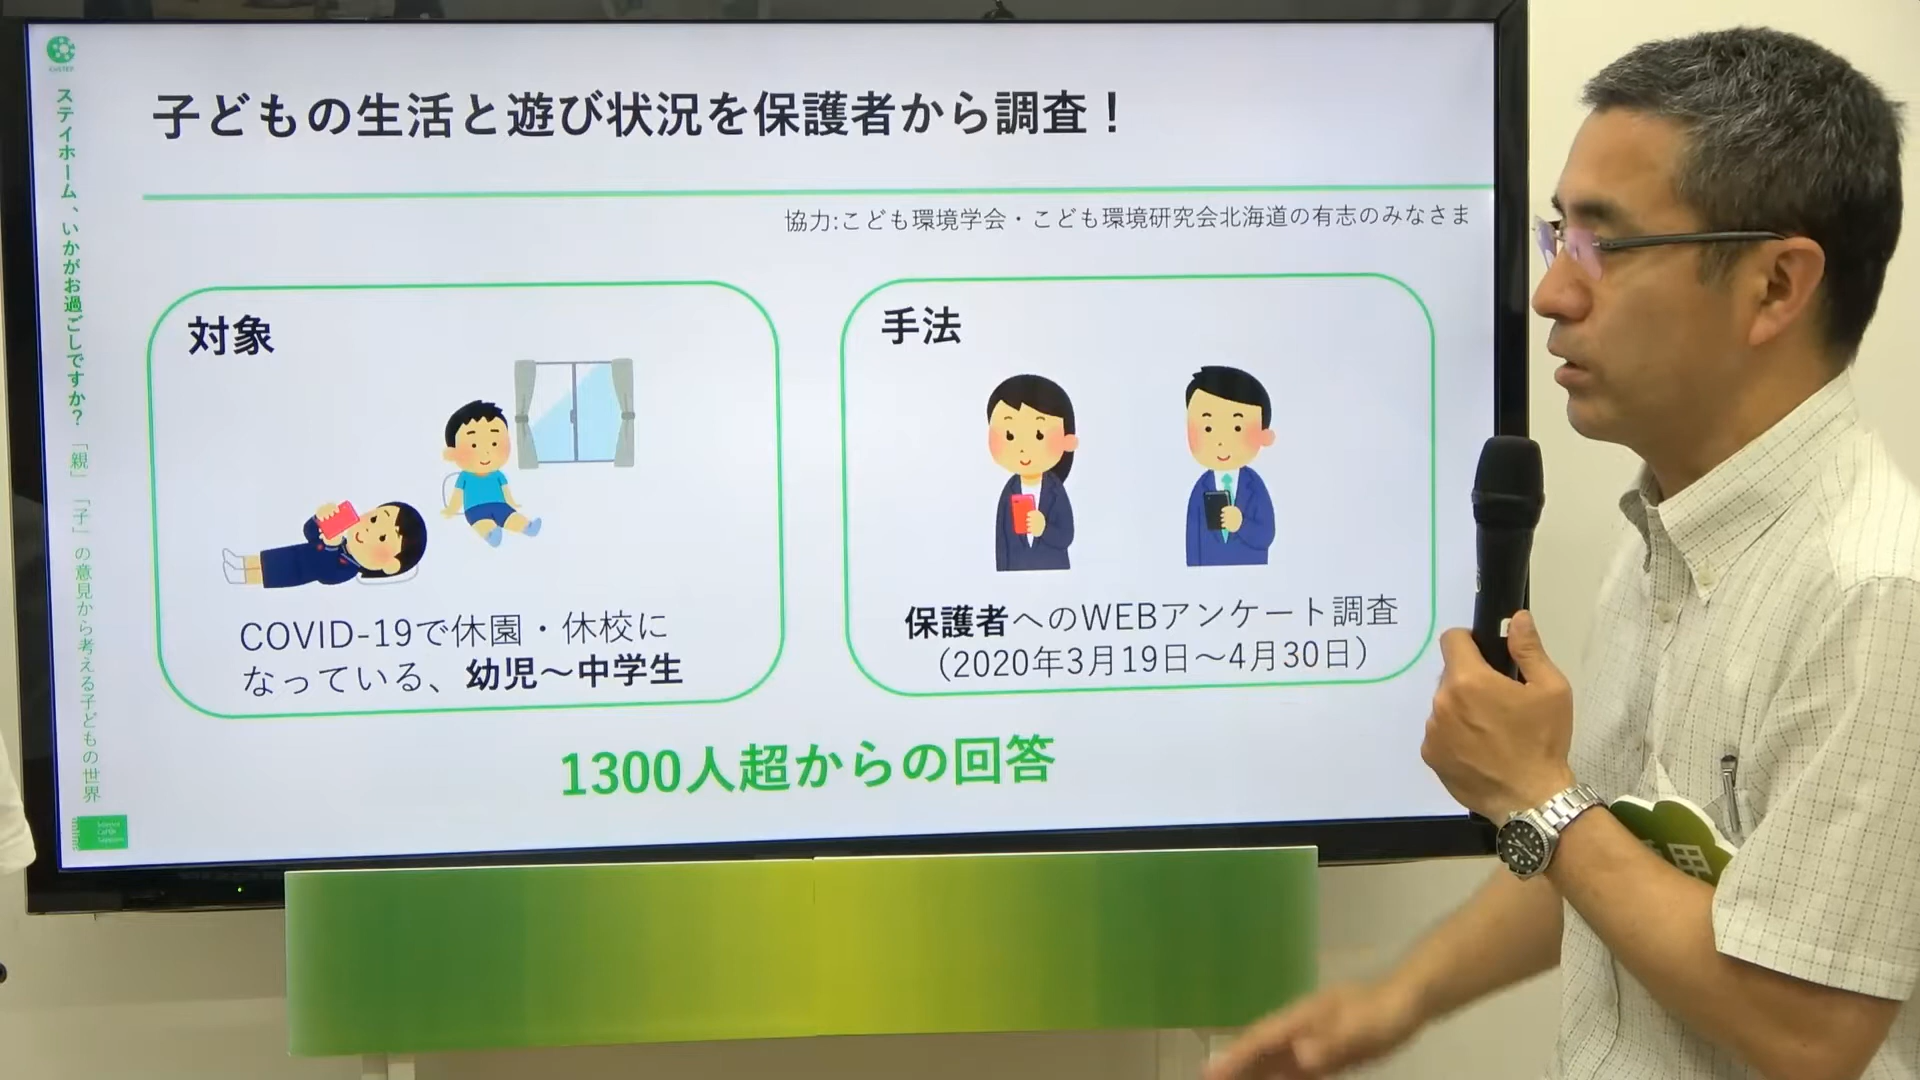 子どもの生活と遊び状況を保護者から調査！
協力:こども環境学会・こども環境研究会北海道の有志のみなさま
対象
COVID-19で休園・休校に
なっている、幼児～中学生
手法
保護者へのWEBアンケート調査
（2020年3月19日～4月30日）
1300人超からの回答
ステイホーム、いかがお過ごしですか？「親」「子」の意見から考える子どもの世界
CoSTEP